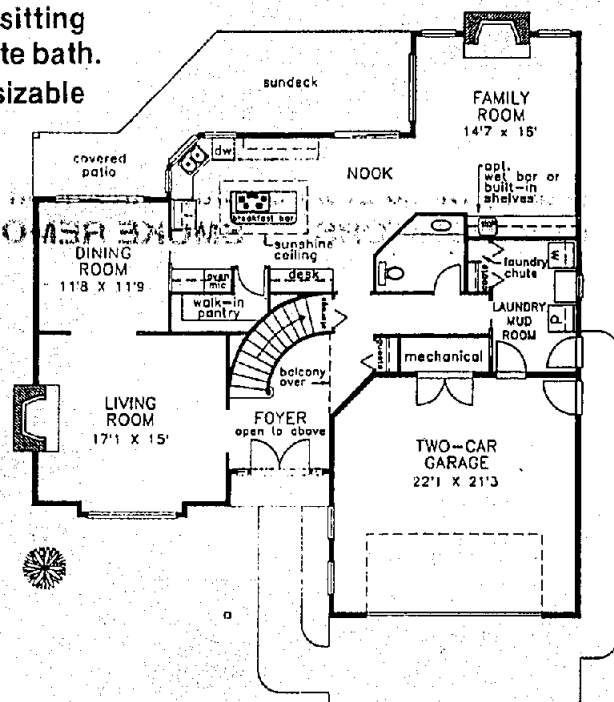 sitting
te bath.
sizable
sundeck
FAMILY
ROOM
14'7 x 16'
covered
patio
dw
NOOK
opt.
wet bar or
built-in
shelves
breakfast bar
sunshine
ceiling
DINING
ROOM
11'8 X 11'9
oven
mic
desk
walk-in
pantry
laundry
chute
W
LAUNDRY
MUD
ROOM
D
mechanical
balcony
over
LIVING
ROOM
17'1 X 15'
FOYER
open to above
TWO-CAR
GARAGE
22'1 X 21'3